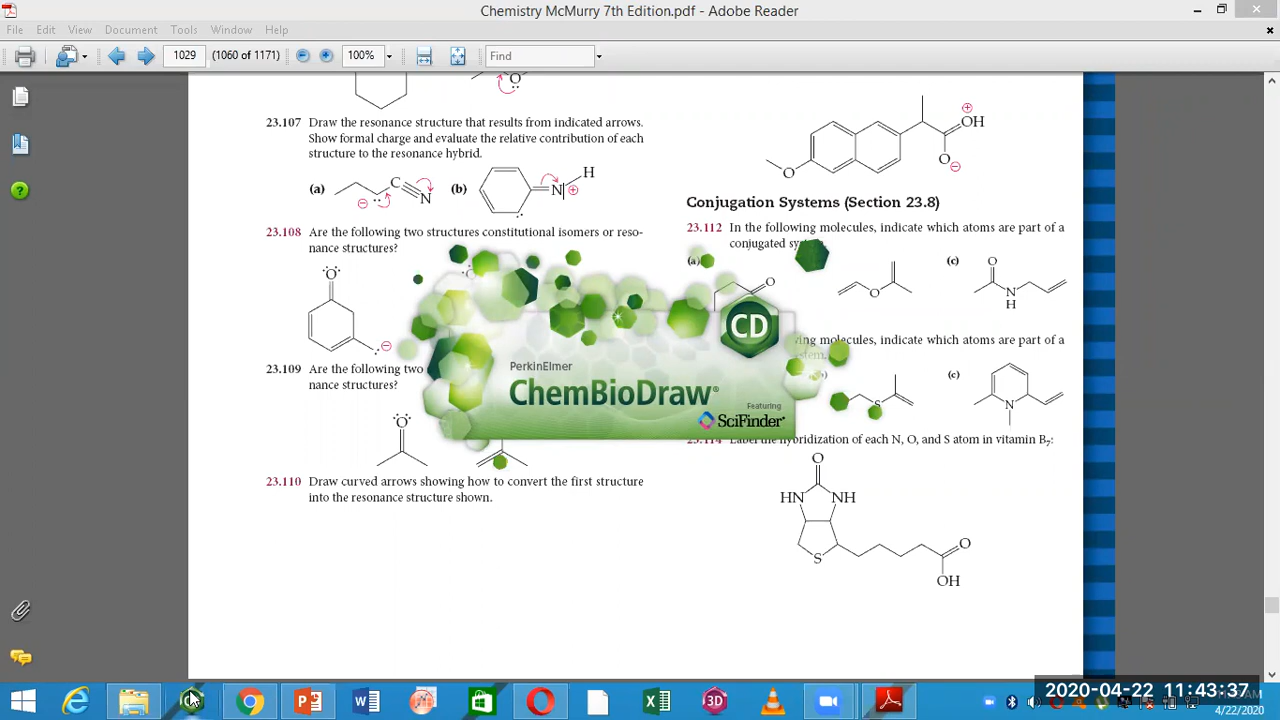 Chemistry McMurry 7th Edition.pdf - Adobe Reader
File Edit View Document Tools Window Help
1029 (1060 of 1171) 100% Find
23.107 Draw the resonance structure that results from indicated arrows.
Show formal charge and evaluate the relative contribution of each
structure to the resonance hybrid.
(a) C N (b) N H
23.108 Are the following two structures constitutional isomers or reso-
nance structures?
O
23.109 Are the following two
nance structures?
O
23.110 Draw curved arrows showing how to convert the first structure
into the resonance structure shown.
OH
O
O
Conjugation Systems (Section 23.8)
23.112 In the following molecules, indicate which atoms are part of a
conjugated
(a) O O (c) O N H
indicate which atoms are part of a
S (c) N
23.114 Label the hybridization of each N, O, and S atom in vitamin B7:
O
HN NH
S O
OH
PerkinElmer
ChemBioDraw®
Featuring
SciFinder®
CD
2020-04-22 11:43:37
4/22/2020